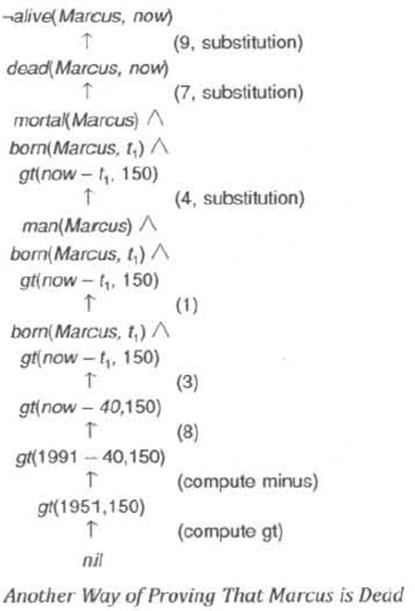 ¬alive(Marcus, now)
↑ (9, substitution)
dead(Marcus, now)
↑ (7, substitution)
mortal(Marcus) ∧
born(Marcus, t₁) ∧
gt(now – t₁, 150)
↑ (4, substitution)
man(Marcus) ∧
born(Marcus, t₁) ∧
gt(now – t₁, 150)
↑ (1)
born(Marcus, t₁) ∧
gt(now – t₁, 150)
↑ (3)
gt(now – 40,150)
↑ (8)
gt(1991 – 40,150)
↑ (compute minus)
gt(1951,150)
↑ (compute gt)
nil
Another Way of Proving That Marcus is Dead